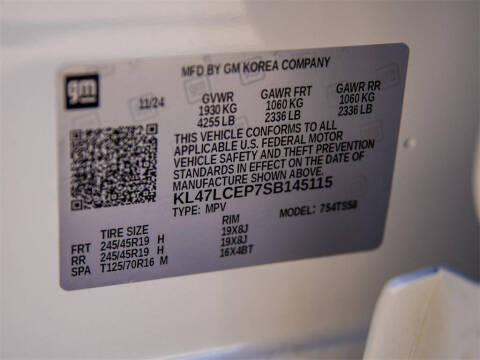 gm
MFD BY GM KOREA COMPANY
11/24 GVWR GAWR FRT GAWR RR
1930 KG 1060 KG 1060 KG
4255 LB 2336 LB 2336 LB
THIS VEHICLE CONFORMS TO ALL
APPLICABLE U.S. FEDERAL MOTOR
VEHICLE SAFETY AND THEFT PREVENTION
STANDARDS IN EFFECT ON THE DATE OF
MANUFACTURE SHOWN ABOVE.
KL47LCEP7SB145115
TYPE: MPV MODEL: 754TS58
TIRE SIZE RIM
FRT 245/45R19 H 19X8J
RR 245/45R19 H 19X8J
SPA T125/70R16 M 16X4BT